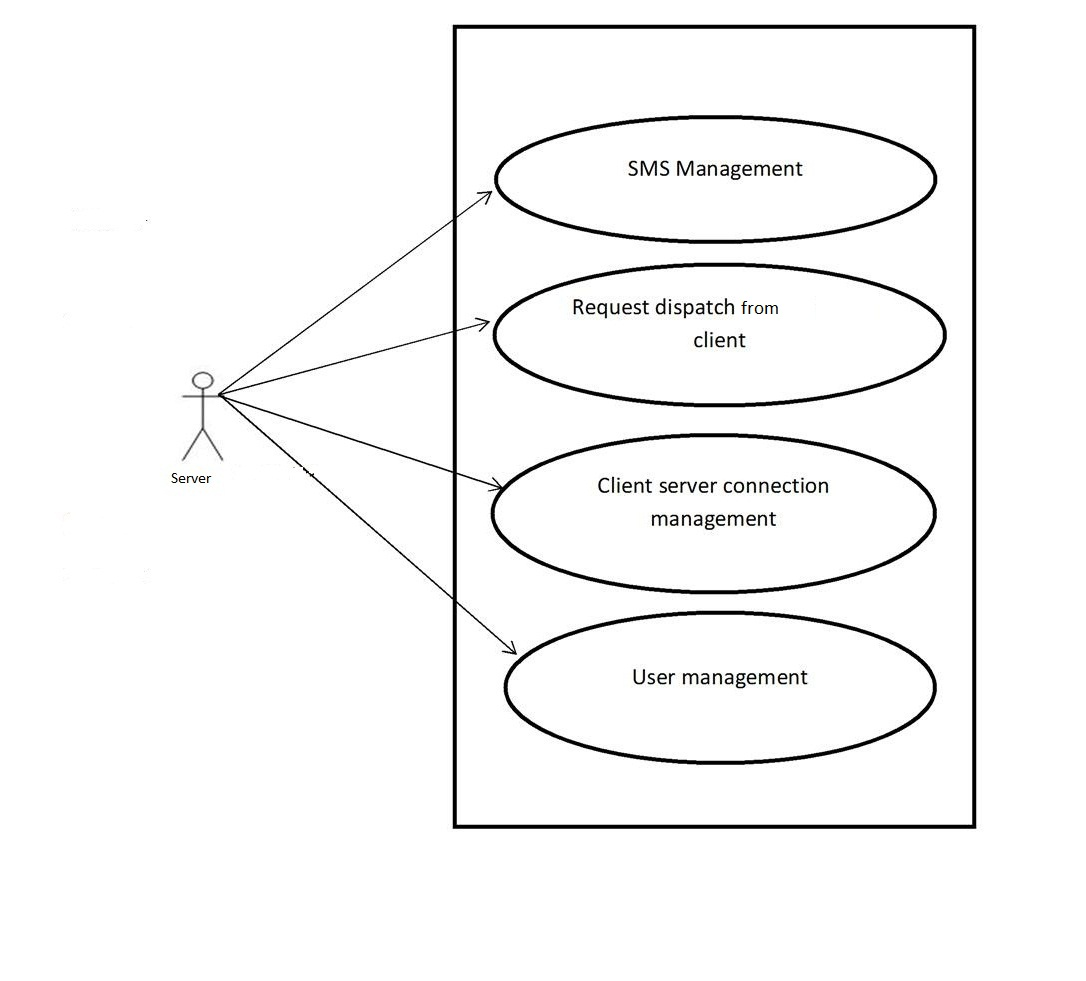 SMS Management
Request dispatch from
client
Client server connection
management
User management
Server